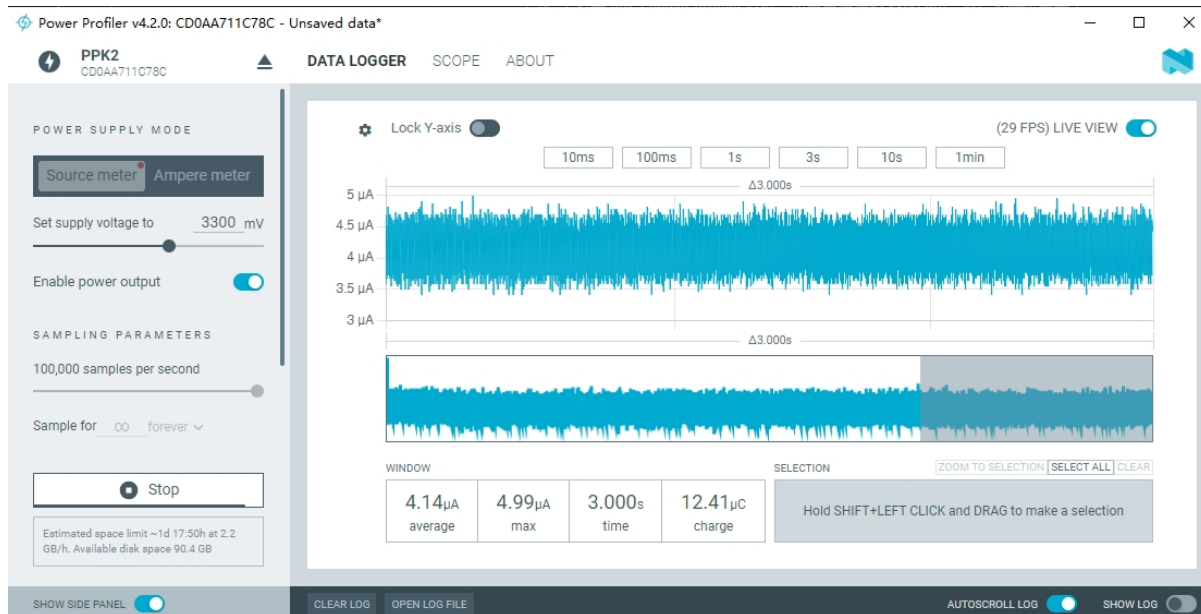 Power Profiler v4.2.0: CD0AA711C78C - Unsaved data*
PPK2
CD0AA711C78C
DATA LOGGER SCOPE ABOUT
POWER SUPPLY MODE
Source meter Ampere meter
Set supply voltage to 3300 mV
Enable power output
SAMPLING PARAMETERS
100,000 samples per second
Sample for ∞ forever
Stop
Estimated space limit ~1d 17:50h at 2.2
GB/h. Available disk space 90.4 GB
SHOW SIDE PANEL
Lock Y-axis
(29 FPS) LIVE VIEW
10ms 100ms 1s 3s 10s 1min
Δ3.000s
5 μA
4.5 μA
4 μA
3.5 μA
3 μA
Δ3.000s
WINDOW
4.14μA 4.99μA 3.000s 12.41μC
average max time charge
SELECTION ZOOM TO SELECTION SELECT ALL CLEAR
Hold SHIFT+LEFT CLICK and DRAG to make a selection
CLEAR LOG OPEN LOG FILE
AUTOSCROLL LOG SHOW LOG